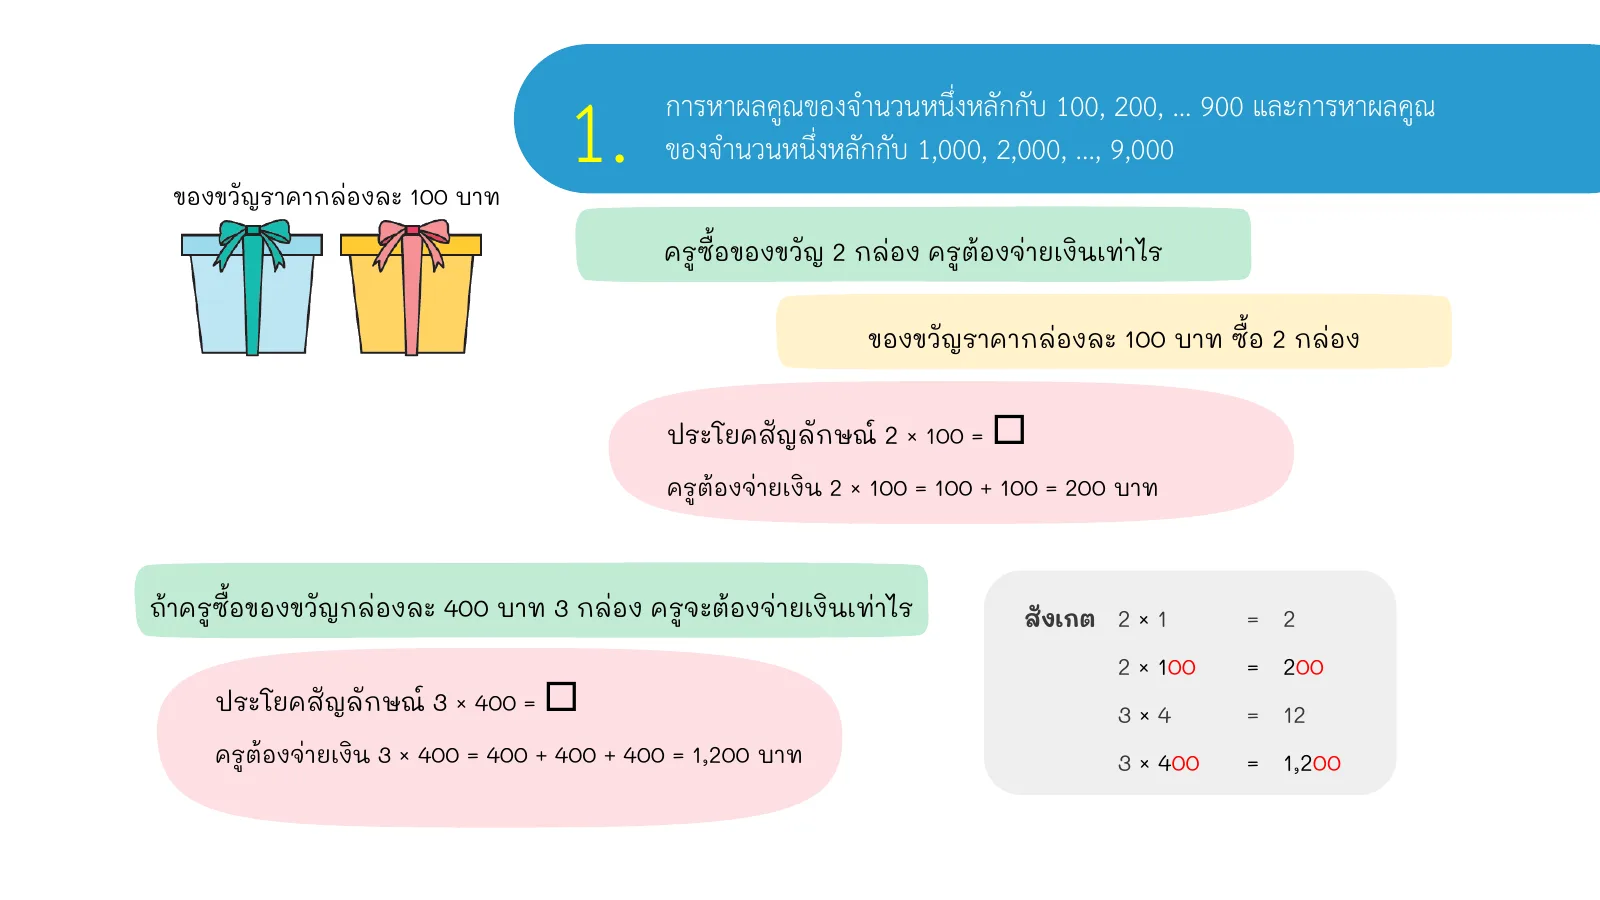 1.
การหาผลคูณของจำนวนหนึ่งหลักกับ 100, 200, ... 900 และการหาผลคูณ
ของจำนวนหนึ่งหลักกับ 1,000, 2,000, ..., 9,000
ของขวัญราคากล่องละ 100 บาท
ครูซื้อของขวัญ 2 กล่อง ครูต้องจ่ายเงินเท่าไร
ของขวัญราคากล่องละ 100 บาท ซื้อ 2 กล่อง
ประโยคสัญลักษณ์ 2 × 100 = □
ครูต้องจ่ายเงิน 2 × 100 = 100 + 100 = 200 บาท
ถ้าครูซื้อของขวัญกล่องละ 400 บาท 3 กล่อง ครูจะต้องจ่ายเงินเท่าไร
ประโยคสัญลักษณ์ 3 × 400 = □
ครูต้องจ่ายเงิน 3 × 400 = 400 + 400 + 400 = 1,200 บาท
สังเกต 2 × 1 = 2
2 × 100 = 200
3 × 4 = 12
3 × 400 = 1,200